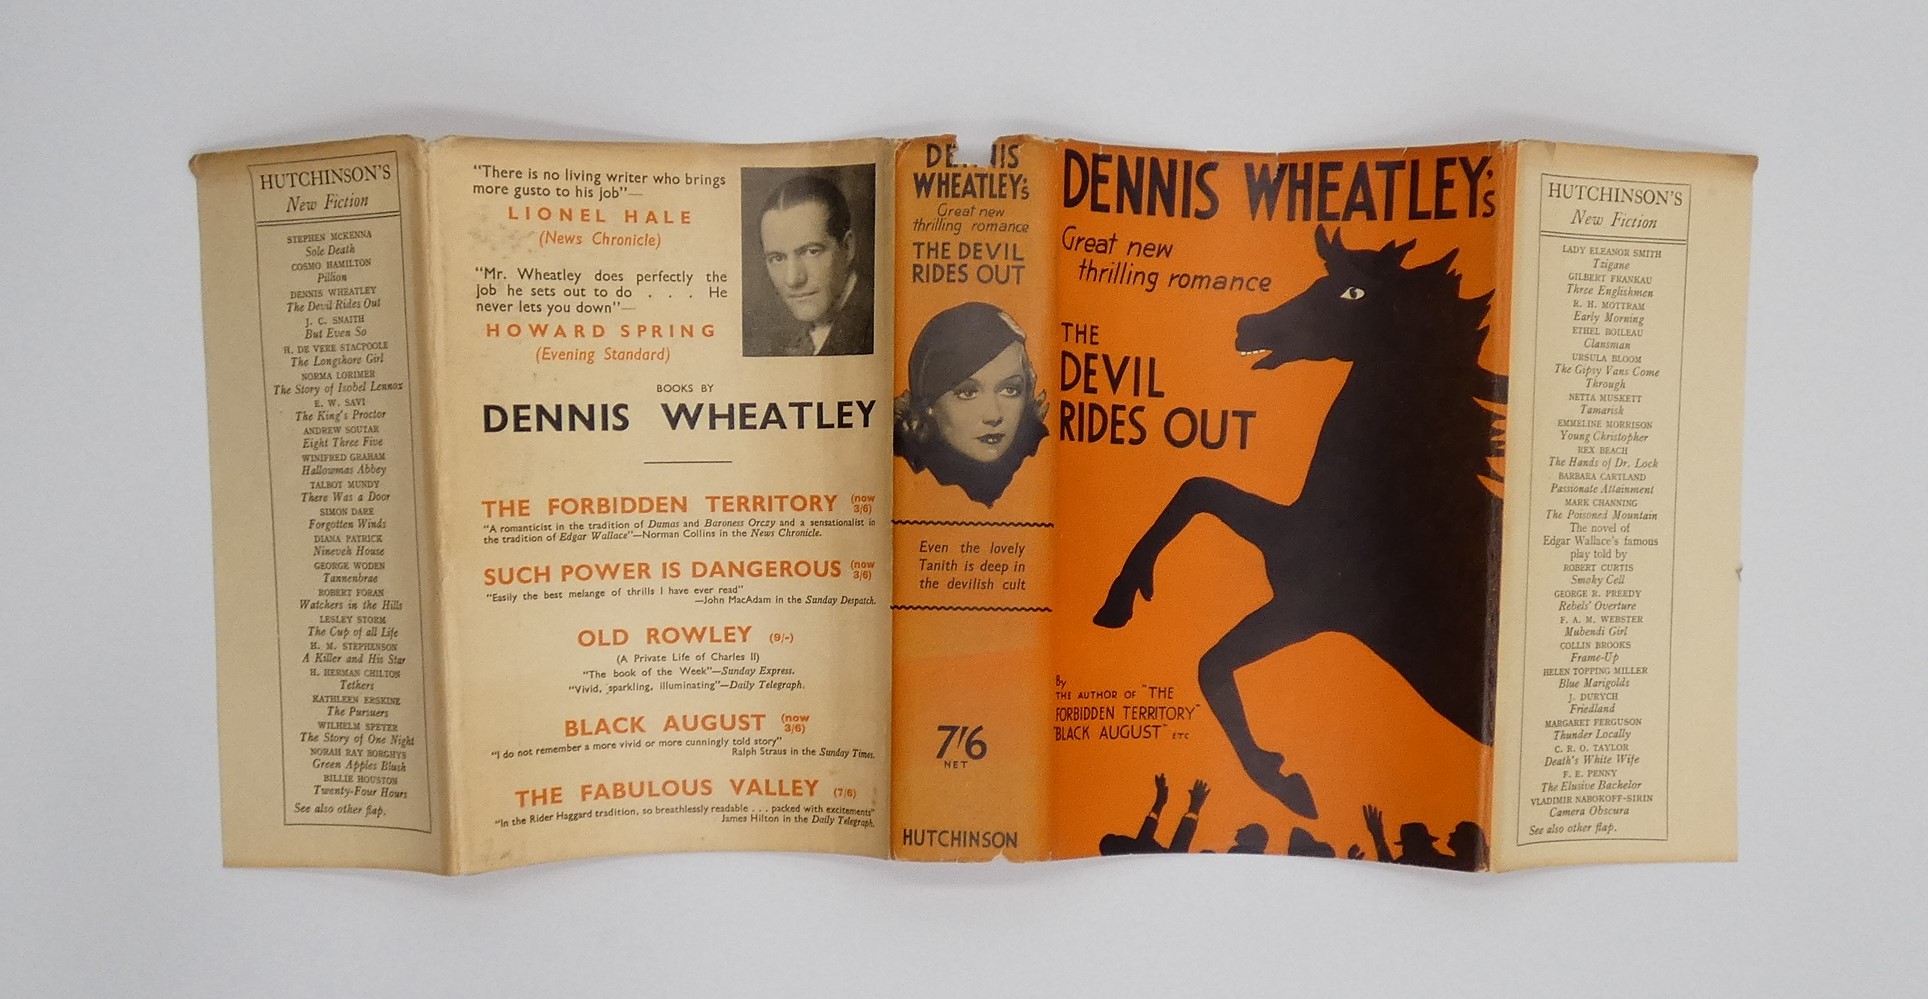 HUTCHINSON'S
New Fiction
STEPHEN McKENNA
Sole Death
COSMO HAMILTON
Pillion
DENNIS WHEATLEY
The Devil Rides Out
J. C. SNAITH
But Even So
H. DE VERE STACPOOLE
The Longshore Girl
NORMA LORIMER
The Story of Isobel Lennox
E. W. SAVI
The King's Proctor
ANDREW SOUTAR
Eight Three Five
WINIFRED GRAHAM
Hallowmas Abbey
TALBOT MUNDY
There Was a Door
SIMON DARE
Forgotten Winds
DIANA PATRICK
Nineveh House
GEORGE WODEN
Tannenbrae
ROBERT FORAN
Watchers in the Hills
LESLEY STORM
The Cup of all Life
H. M. STEPHENSON
A Killer and His Star
H. HERMAN CHILTON
Tethers
KATHLEEN ERSKINE
The Pursuers
WILHELM SPEYER
The Story of One Night
NORAH RAY BORGHYS
Green Apples Blush
BILLIE HOUSTON
Twenty-Four Hours
See also other flap.
"There is no living writer who brings
more gusto to his job"—
LIONEL HALE
(News Chronicle)
"Mr. Wheatley does perfectly the
job he sets out to do . . . He
never lets you down"—
HOWARD SPRING
(Evening Standard)
BOOKS BY
DENNIS WHEATLEY
THE FORBIDDEN TERRITORY (now 3/6)
"A romanticist in the tradition of Dumas and Baroness Orczy and a sensationalist in
the tradition of Edgar Wallace"—Norman Collins in the News Chronicle.
SUCH POWER IS DANGEROUS (now 3/6)
"Easily the best melange of thrills I have ever read"
—John MacAdam in the Sunday Despatch.
OLD ROWLEY (9/-)
(A Private Life of Charles II)
"The book of the Week"—Sunday Express.
"Vivid, sparkling, illuminating"—Daily Telegraph.
BLACK AUGUST (now 3/6)
"I do not remember a more vivid or more cunningly told story"
Ralph Straus in the Sunday Times.
THE FABULOUS VALLEY (7/6)
"In the Rider Haggard tradition, so breathlessly readable . . . packed with excitements"
James Hilton in the Daily Telegraph.
WHEATLEY'S
Great new
thrilling romance
THE DEVIL
RIDES OUT
Even the lovely
Tanith is deep in
the devilish cult
7/6
NET
HUTCHINSON
DENNIS WHEATLEY'S
Great new
thrilling romance
THE
DEVIL
RIDES OUT
By
THE AUTHOR OF "THE
FORBIDDEN TERRITORY"
"BLACK AUGUST" ETC
HUTCHINSON'S
New Fiction
LADY ELEANOR SMITH
Tzigane
GILBERT FRANKAU
Three Englishmen
R. H. MOTTRAM
Early Morning
ETHEL BOILEAU
Clansman
URSULA BLOOM
The Gipsy Vans Come
Through
NETTA MUSKETT
Tamarisk
EMMELINE MORRISON
Young Christopher
REX BEACH
The Hands of Dr. Lock
BARBARA CARTLAND
Passionate Attainment
MARK CHANNING
The Poisoned Mountain
The novel of
Edgar Wallace's famous
play told by
ROBERT CURTIS
Smoky Cell
GEORGE R. PREEDY
Rebels' Overture
F. A. M. WEBSTER
Mubendi Girl
COLLIN BROOKS
Frame-Up
HELEN TOPPING MILLER
Blue Marigolds
J. DURYCH
Friedland
MARGARET FERGUSON
Thunder Locally
C. R. O. TAYLOR
Death's White Wife
F. E. PENNY
The Elusive Bachelor
VLADIMIR NABOKOFF-SIRIN
Camera Obscura
See also other flap.